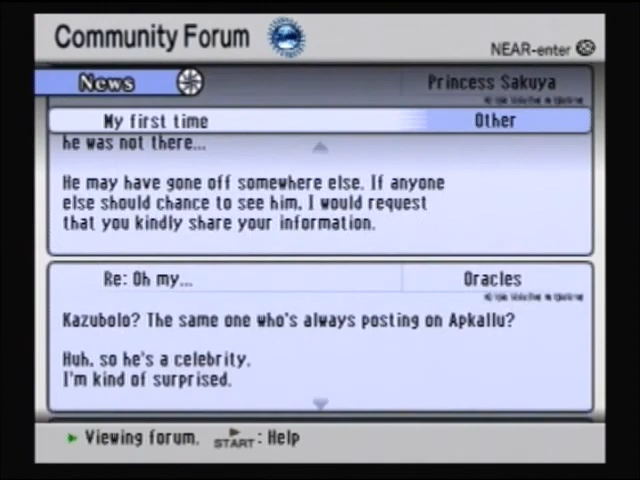 Community Forum
NEAR-enter
News
Princess Sakuya
My first time
Other
he was not there...
He may have gone off somewhere else. If anyone
else should chance to see him, I would request
that you kindly share your information.
Re: Oh my...
Oracles
Kazubolo? The same one who's always posting on Apkallu?
Huh, so he's a celebrity.
I'm kind of surprised.
Viewing forum.
START: Help